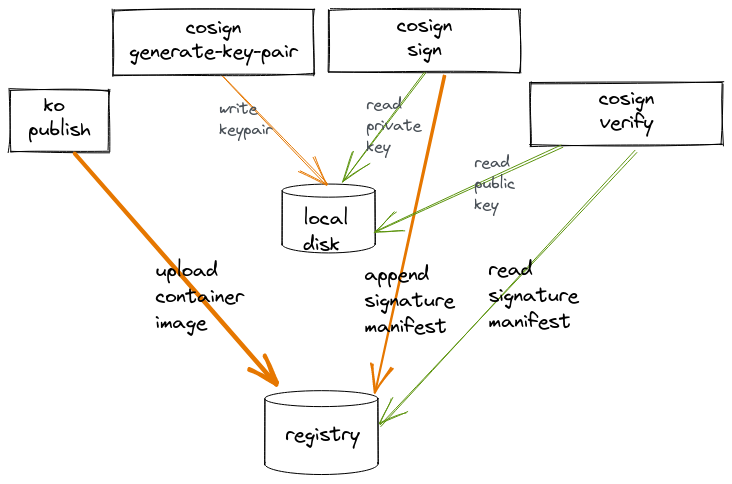 cosign
generate-key-pair
cosign
sign
ko
publish
cosign
verify
write
keypair
read
private
key
read
public
key
local
disk
upload
container
image
append
signature
manifest
read
signature
manifest
registry